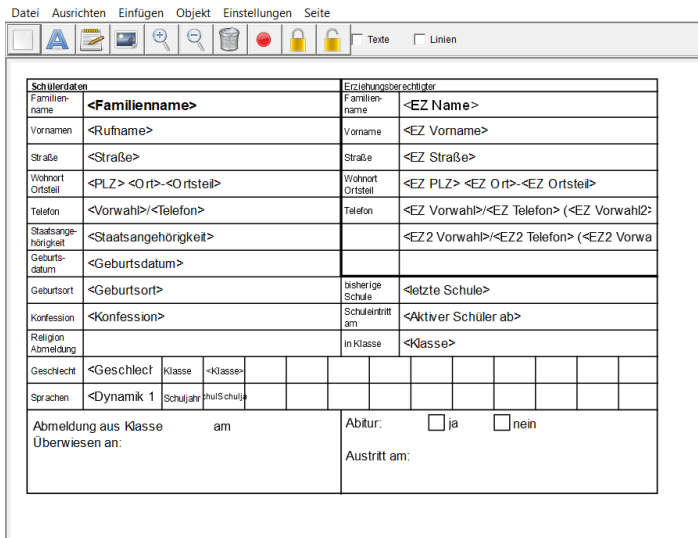 Datei Ausrichten Einfügen Objekt Einstellungen Seite
A Texte Linien
Schülerdaten Erziehungsberechtigter
Familien-
name <Familienname> Familien-
name <EZ Name>
Vornamen <Rufname> Vorname <EZ Vorname>
Straße <Straße> Straße <EZ Straße>
Wohnort
Ortsteil <PLZ> <Ort>-<Ortsteil> Wohnort
Ortsteil <EZ PLZ> <EZ Ort>-<EZ Ortsteil>
Telefon <Vorwahl>/<Telefon> Telefon <EZ Vorwahl>/<EZ Telefon> (<EZ Vorwahl2>
Staatsange-
hörigkeit <Staatsangehörigkeit> <EZ2 Vorwahl>/<EZ2 Telefon> (<EZ2 Vorwa
Geburts-
datum <Geburtsdatum>
Geburtsort <Geburtsort> bisherige
Schule <letzte Schule>
Konfession <Konfession> Schuleintritt
am <Aktiver Schüler ab>
Religion
Abmeldung in Klasse <Klasse>
Geschlecht <Geschlech Klasse <Klasse>
Sprachen <Dynamik 1 Schuljahr
Abmeldung aus Klasse am Abitur: ja nein
Überwiesen an:
Austritt am: